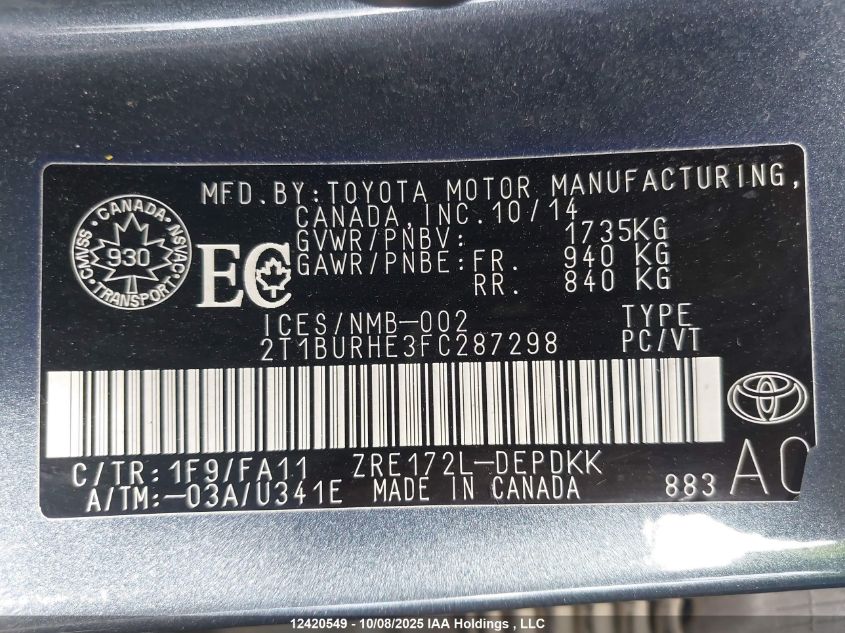 MFD.BY:TOYOTA MOTOR MANUFACTURING,
CANADA,INC.10/14
GVWR/PNBV: 1735KG
GAWR/PNBE:FR. 940 KG
RR. 840 KG
CANADA
930
TRANSPORT
CMVSS
NSVAC
EC
ICES/NMB-002 TYPE
2T1BURHE3FC287298 PC/VT
C/TR:1F9/FA11 ZRE172L-DEPDKK
A/TM:-03A/U341E MADE IN CANADA 883
12420549 - 10/08/2025 IAA Holdings , LLC